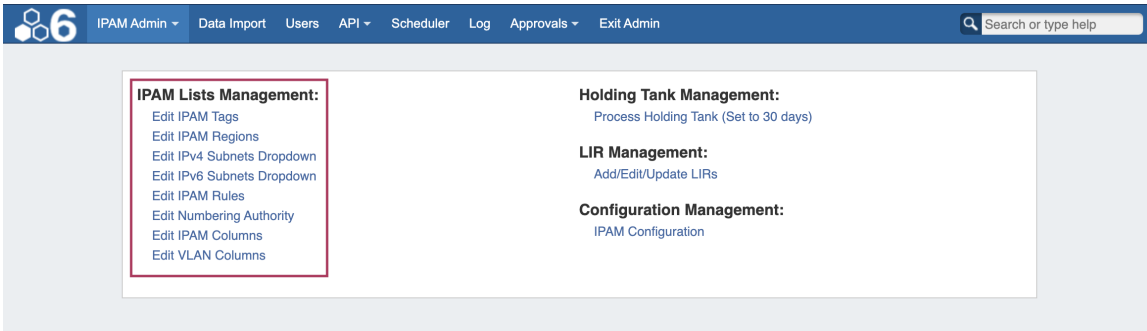 6 IPAM Admin Data Import Users API Scheduler Log Approvals Exit Admin Search or type help
IPAM Lists Management:
Edit IPAM Tags
Edit IPAM Regions
Edit IPv4 Subnets Dropdown
Edit IPv6 Subnets Dropdown
Edit IPAM Rules
Edit Numbering Authority
Edit IPAM Columns
Edit VLAN Columns
Holding Tank Management:
Process Holding Tank (Set to 30 days)
LIR Management:
Add/Edit/Update LIRs
Configuration Management:
IPAM Configuration